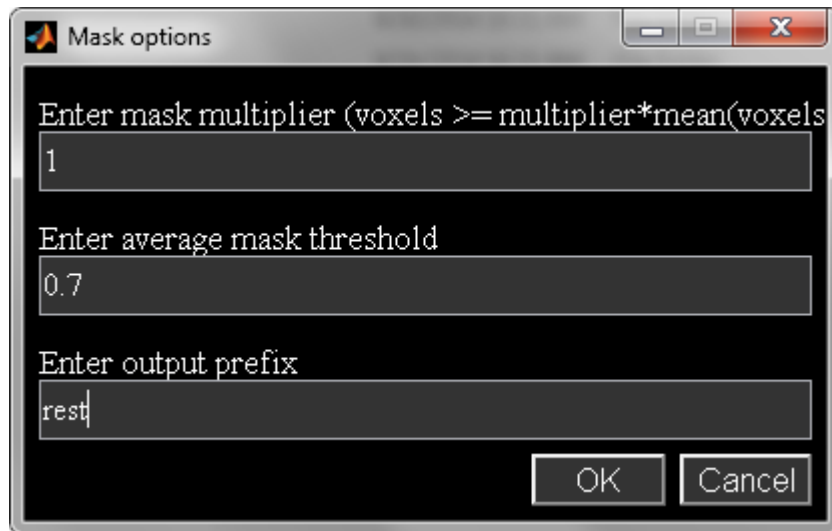 Mask options
Enter mask multiplier (voxels >= multiplier*mean(voxels
1
Enter average mask threshold
0.7
Enter output prefix
rest
OK Cancel